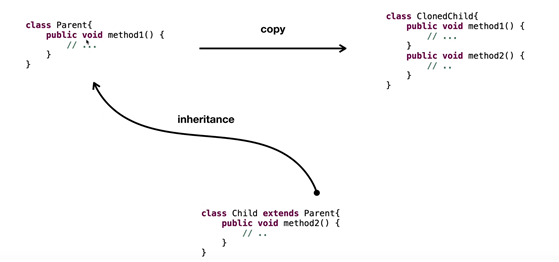 class Parent{
public void method1() {
// ...
}
}
copy
class ClonedChild{
public void method1() {
// ...
}
public void method2() {
// ..
}
}
inheritance
class Child extends Parent{
public void method2() {
// ..
}
}